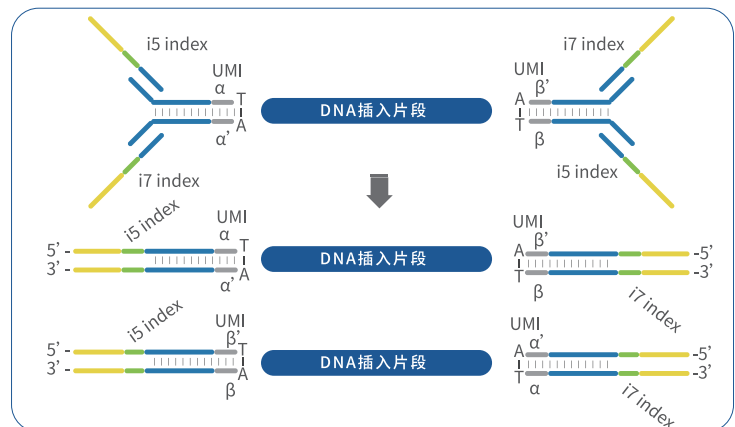 i5 index
i7 index
UMI
UMI
α
β'
T
A
DNA插入片段
A
T
α'
β
i7 index
i5 index
i5 index
UMI
UMI
α
β'
T
A
5'
-5'
DNA插入片段
3'
-3'
A
T
α'
β
i7 index
i5 index
UMI
UMI
β'
α'
T
A
5'
-5'
DNA插入片段
3'
-3'
A
T
β
α
i7 index